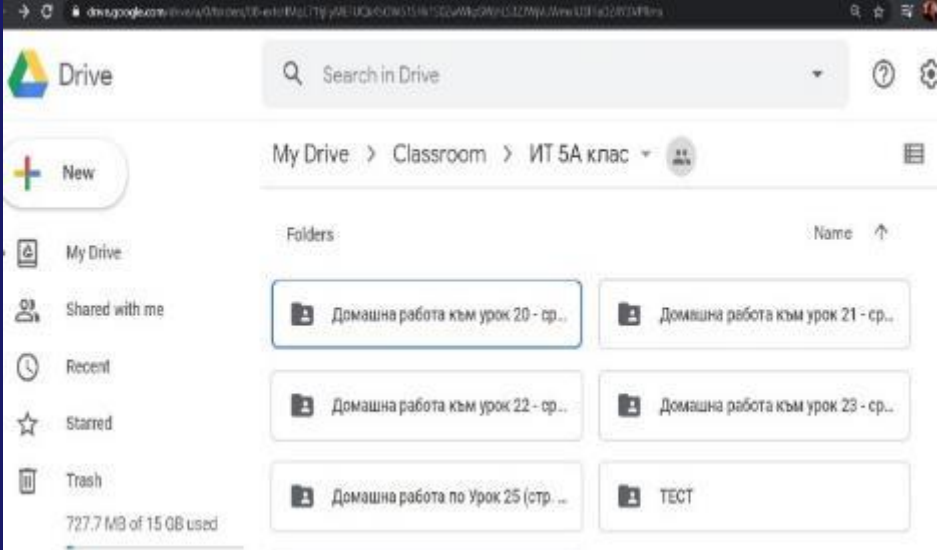 drive.google.com
Drive
Search in Drive
New
My Drive > Classroom > ИТ 5А клас
Folders
Name
My Drive
Shared with me
Recent
Starred
Trash
727.7 MB of 15 GB used
Домашна работа към урок 20 - ср...
Домашна работа към урок 21 - ср...
Домашна работа към урок 22 - ср...
Домашна работа към урок 23 - ср...
Домашна работа по Урок 25 (стр. ...
ТЕСТ